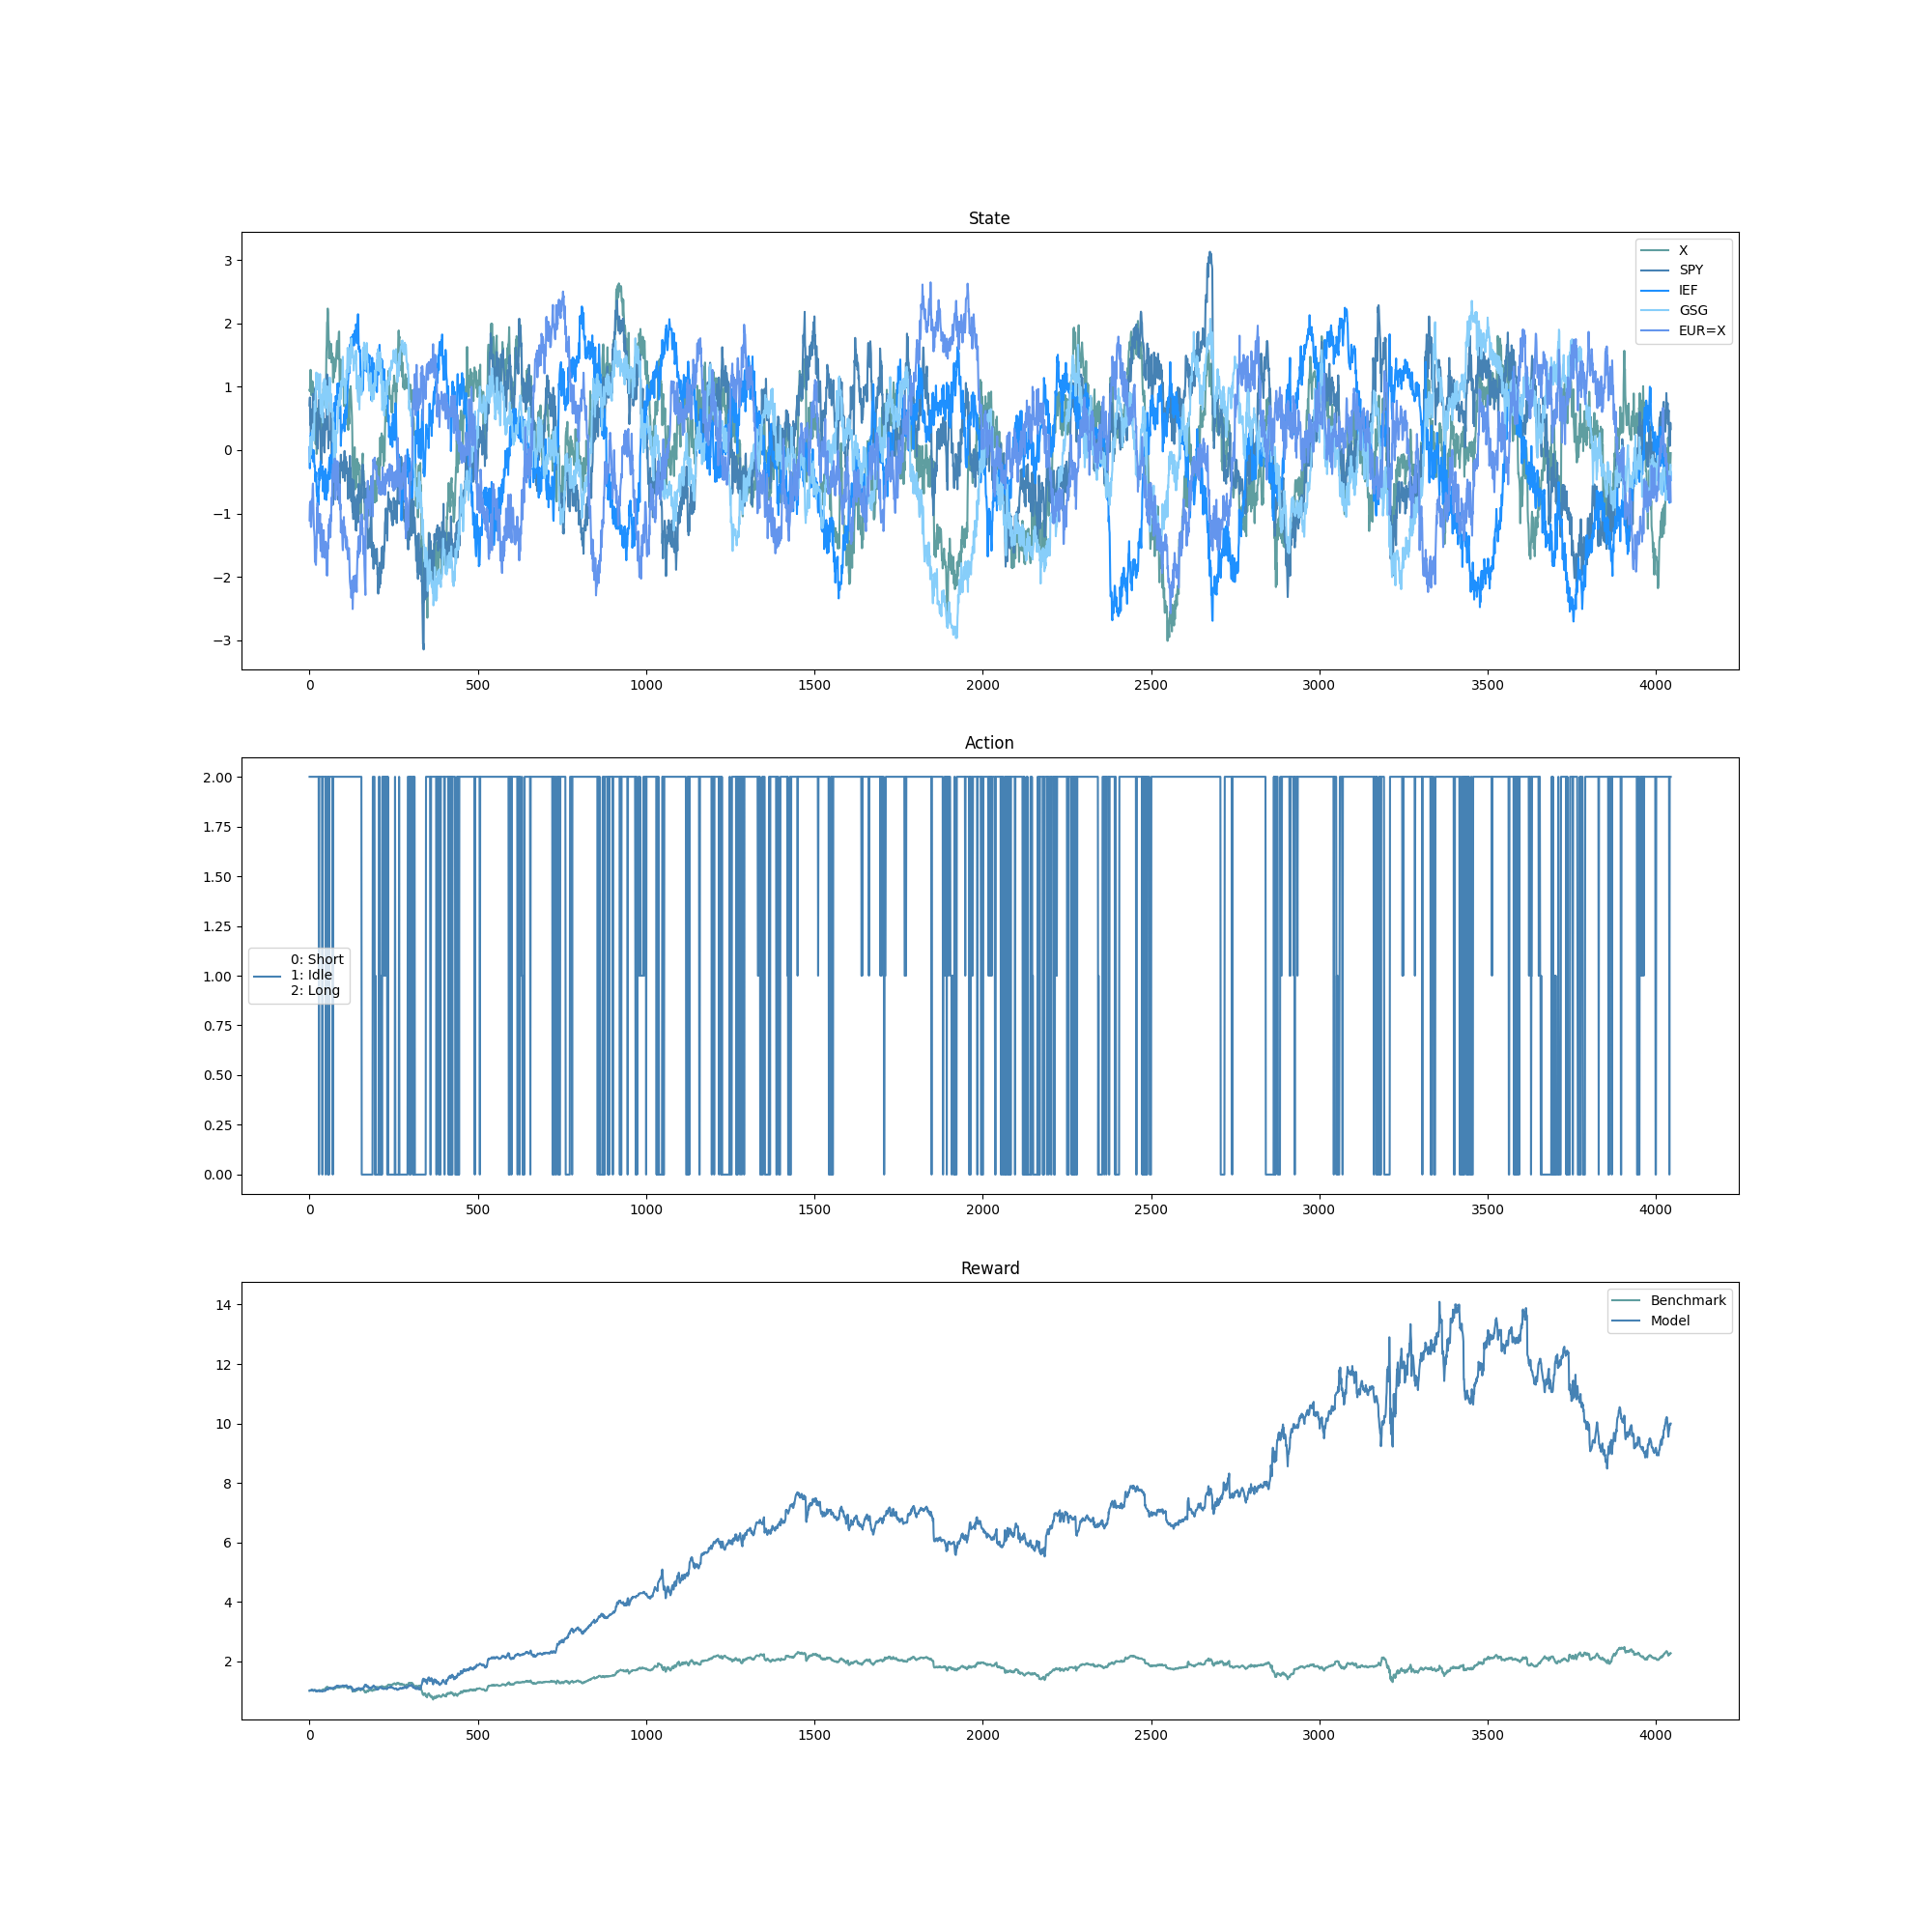 State
3
2
1
0
−1
−2
−3
X
SPY
IEF
GSG
EUR=X
0 500 1000 1500 2000 2500 3000 3500 4000
Action
2.00
1.75
1.50
1.25
1.00
0.75
0.50
0.25
0.00
0: Short
1: Idle
2: Long
0 500 1000 1500 2000 2500 3000 3500 4000
Reward
14
12
10
8
6
4
2
Benchmark
Model
0 500 1000 1500 2000 2500 3000 3500 4000